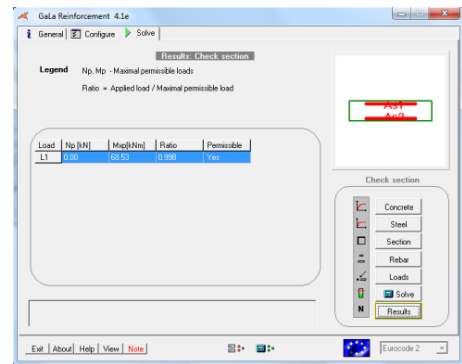 GaLa Reinforcement 4.1e
General Configure Solve
Results: Check section
Legend Np, Mp - Maximal permissible loads
Ratio = Applied load / Maximal permissible load
As1
As2
Load Np [kN] Mxp[kNm] Ratio Permissible
L1 0.00 68.53 0.998 Yes
Check section
Concrete
Steel
Section
Rebar
Loads
Solve
N Results
Exit About Help View Note Eurocode 2